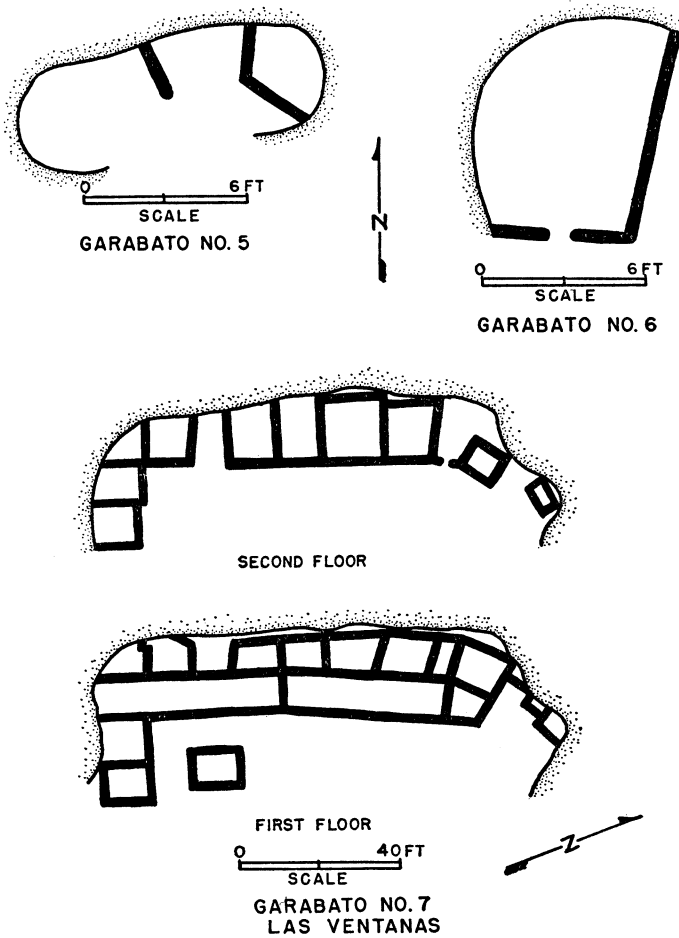 0 6 FT
SCALE
GARABATO NO. 5
N
0 6 FT
SCALE
GARABATO NO. 6
SECOND FLOOR
FIRST FLOOR
0 40 FT
SCALE
N
GARABATO NO. 7
LAS VENTANAS